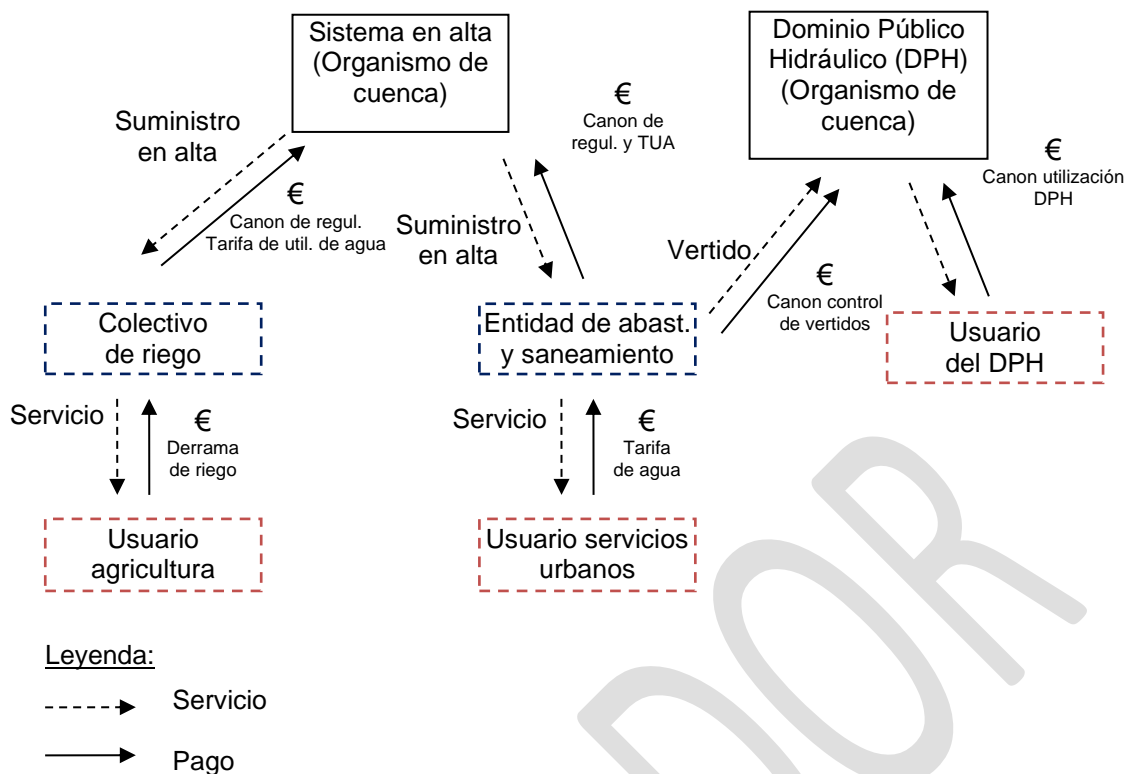 Sistema en alta
(Organismo de
cuenca)
Dominio Público
Hidráulico (DPH)
(Organismo de
cuenca)
Suministro
en alta
€
Canon de regul.
Tarifa de util. de agua
€
Canon de
regul. y TUA
Suministro
en alta
Vertido
€
Canon control
de vertidos
€
Canon utilización
DPH
Colectivo
de riego
Entidad de abast.
y saneamiento
Usuario
del DPH
Servicio
€
Derrama
de riego
Servicio
€
Tarifa
de agua
Usuario
agricultura
Usuario servicios
urbanos
Leyenda:
Servicio
Pago
DOR